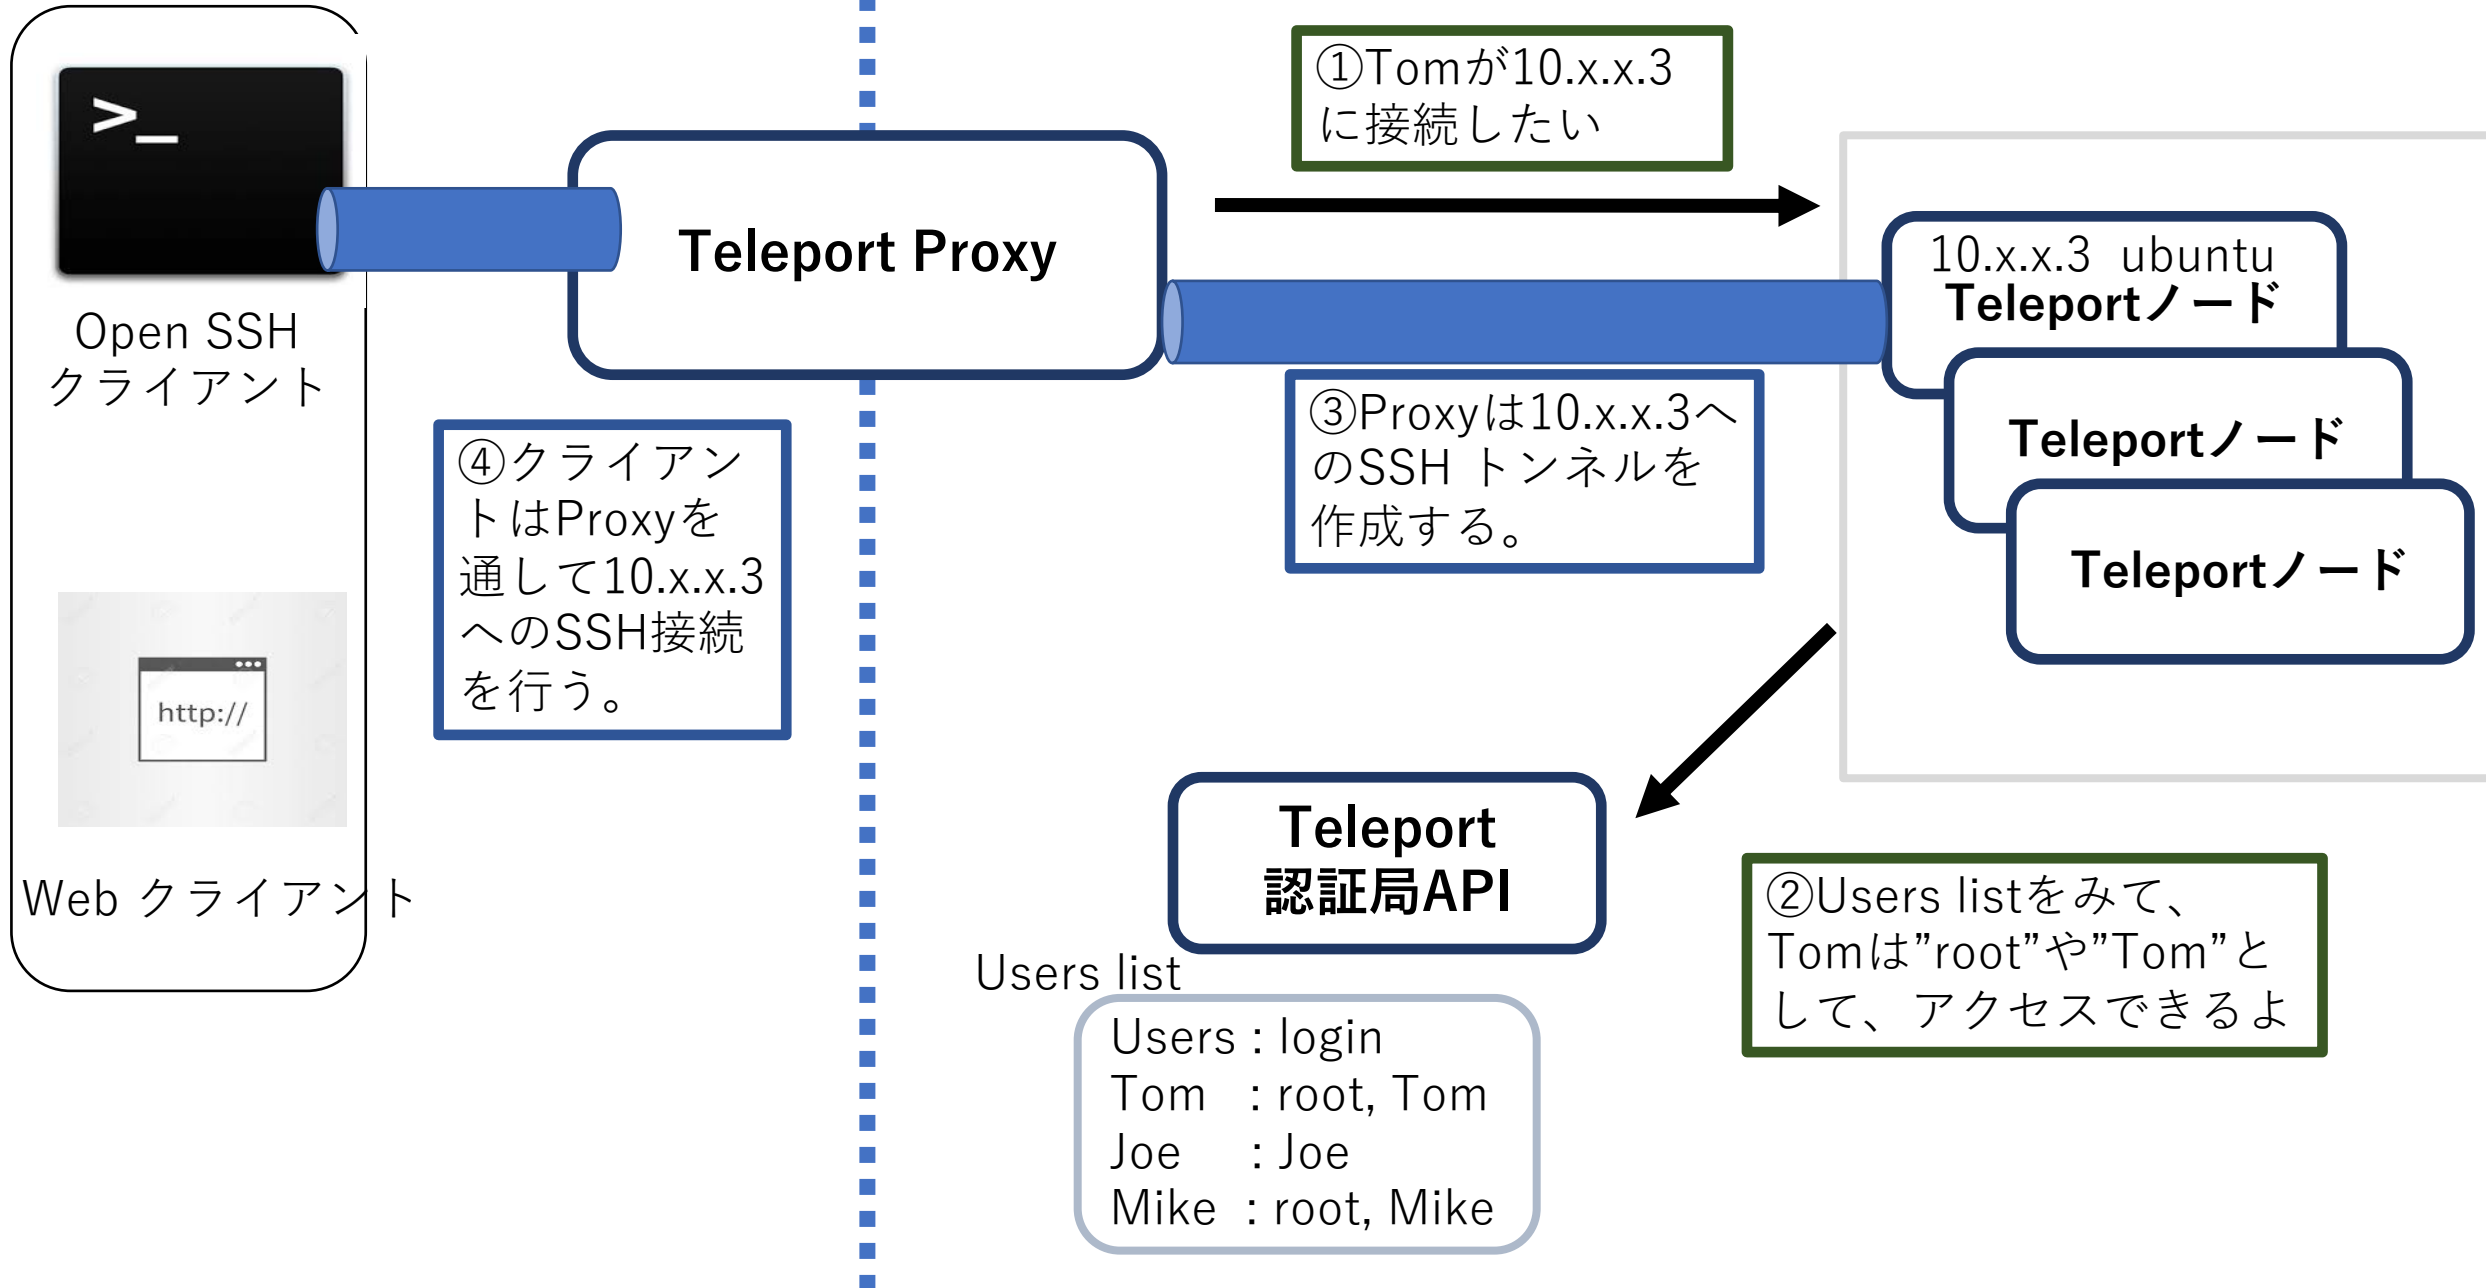 >_
Open SSH
クライアント
http://
Web クライアント
Teleport Proxy
①Tomが10.x.x.3
に接続したい
10.x.x.3 ubuntu
Teleportノード
Teleportノード
Teleportノード
③Proxyは10.x.x.3へ
のSSH トンネルを
作成する。
④クライアン
トはProxyを
通して10.x.x.3
へのSSH接続
を行う。
Teleport
認証局API
②Users listをみて、
Tomは”root”や”Tom”と
して、アクセスできるよ
Users list
Users : login
Tom : root, Tom
Joe : Joe
Mike : root, Mike